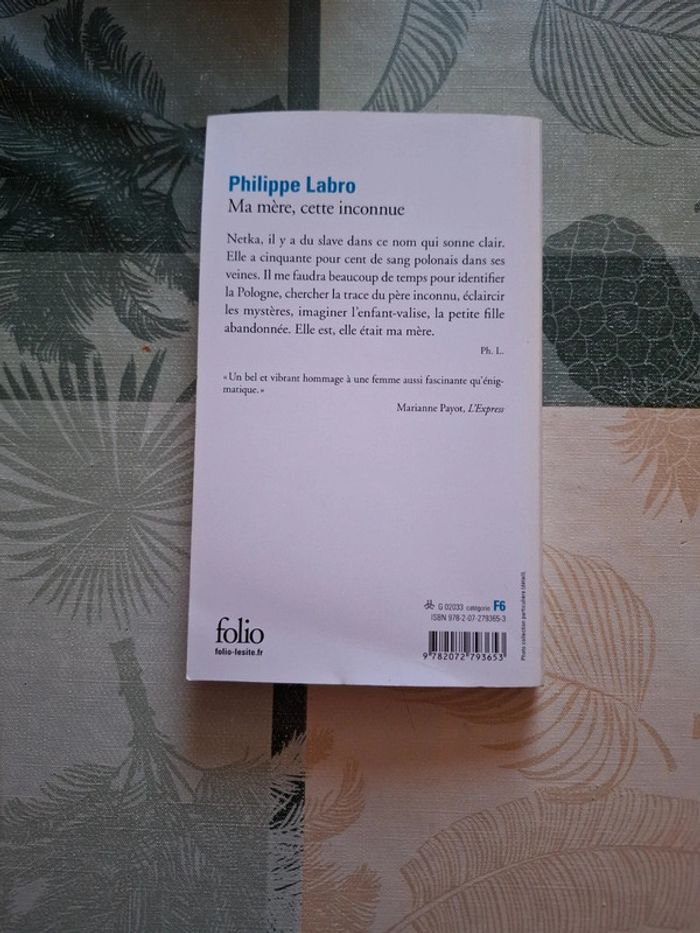 Philippe Labro
Ma mère, cette inconnue
Netka, il y a du slave dans ce nom qui sonne clair.
Elle a cinquante pour cent de sang polonais dans ses
veines. Il me faudra beaucoup de temps pour identifier
la Pologne, chercher la trace du père inconnu, éclaircir
les mystères, imaginer l'enfant-valise, la petite fille
abandonnée. Elle est, elle était ma mère.
Ph. L.
« Un bel et vibrant hommage à une femme aussi fascinante qu'énig-
matique. »
Marianne Payot, L'Express
G 02033 catégorie F6
ISBN 978-2-07-279365-3
9 782072 793653
folio
folio-lesite.fr
Photo collection particulière (détail).